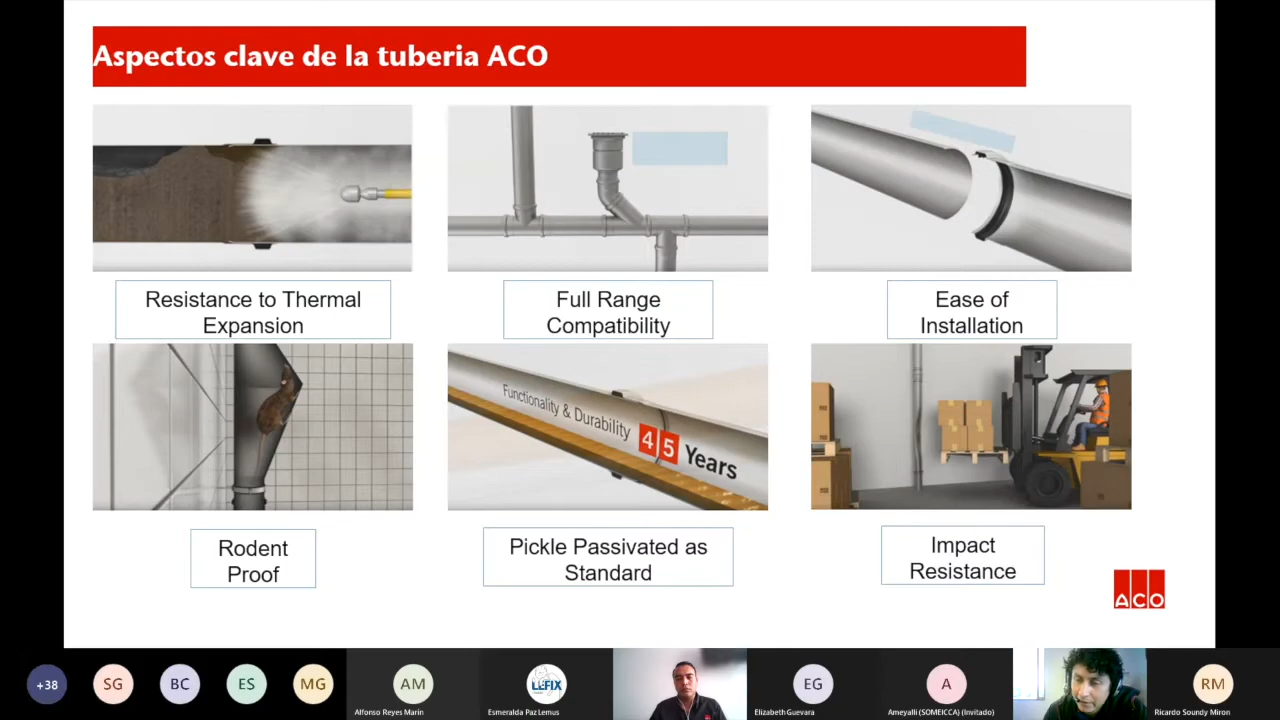 Aspectos clave de la tuberia ACO
Resistance to Thermal
Expansion
Full Range
Compatibility
Ease of
Installation
Functionality & Durability
45 Years
Rodent
Proof
Pickle Passivated as
Standard
Impact
Resistance
ACO
+38
SG
BC
ES
MG
AM
Alfonso Reyes Marin
LEFIX
Esmeralda Paz Lemus
EG
Elizabeth Guevara
A
Ameyalli (SOMEICCA) (Invitado)
RM
Ricardo Soundy Miron